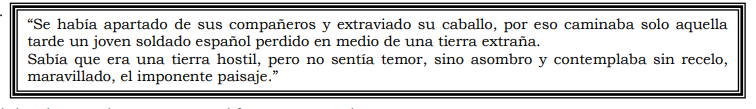 “Se había apartado de sus compañeros y extraviado su caballo, por eso caminaba solo aquella
tarde un joven soldado español perdido en medio de una tierra extraña.
Sabía que era una tierra hostil, pero no sentía temor, sino asombro y contemplaba sin recelo,
maravillado, el imponente paisaje.”